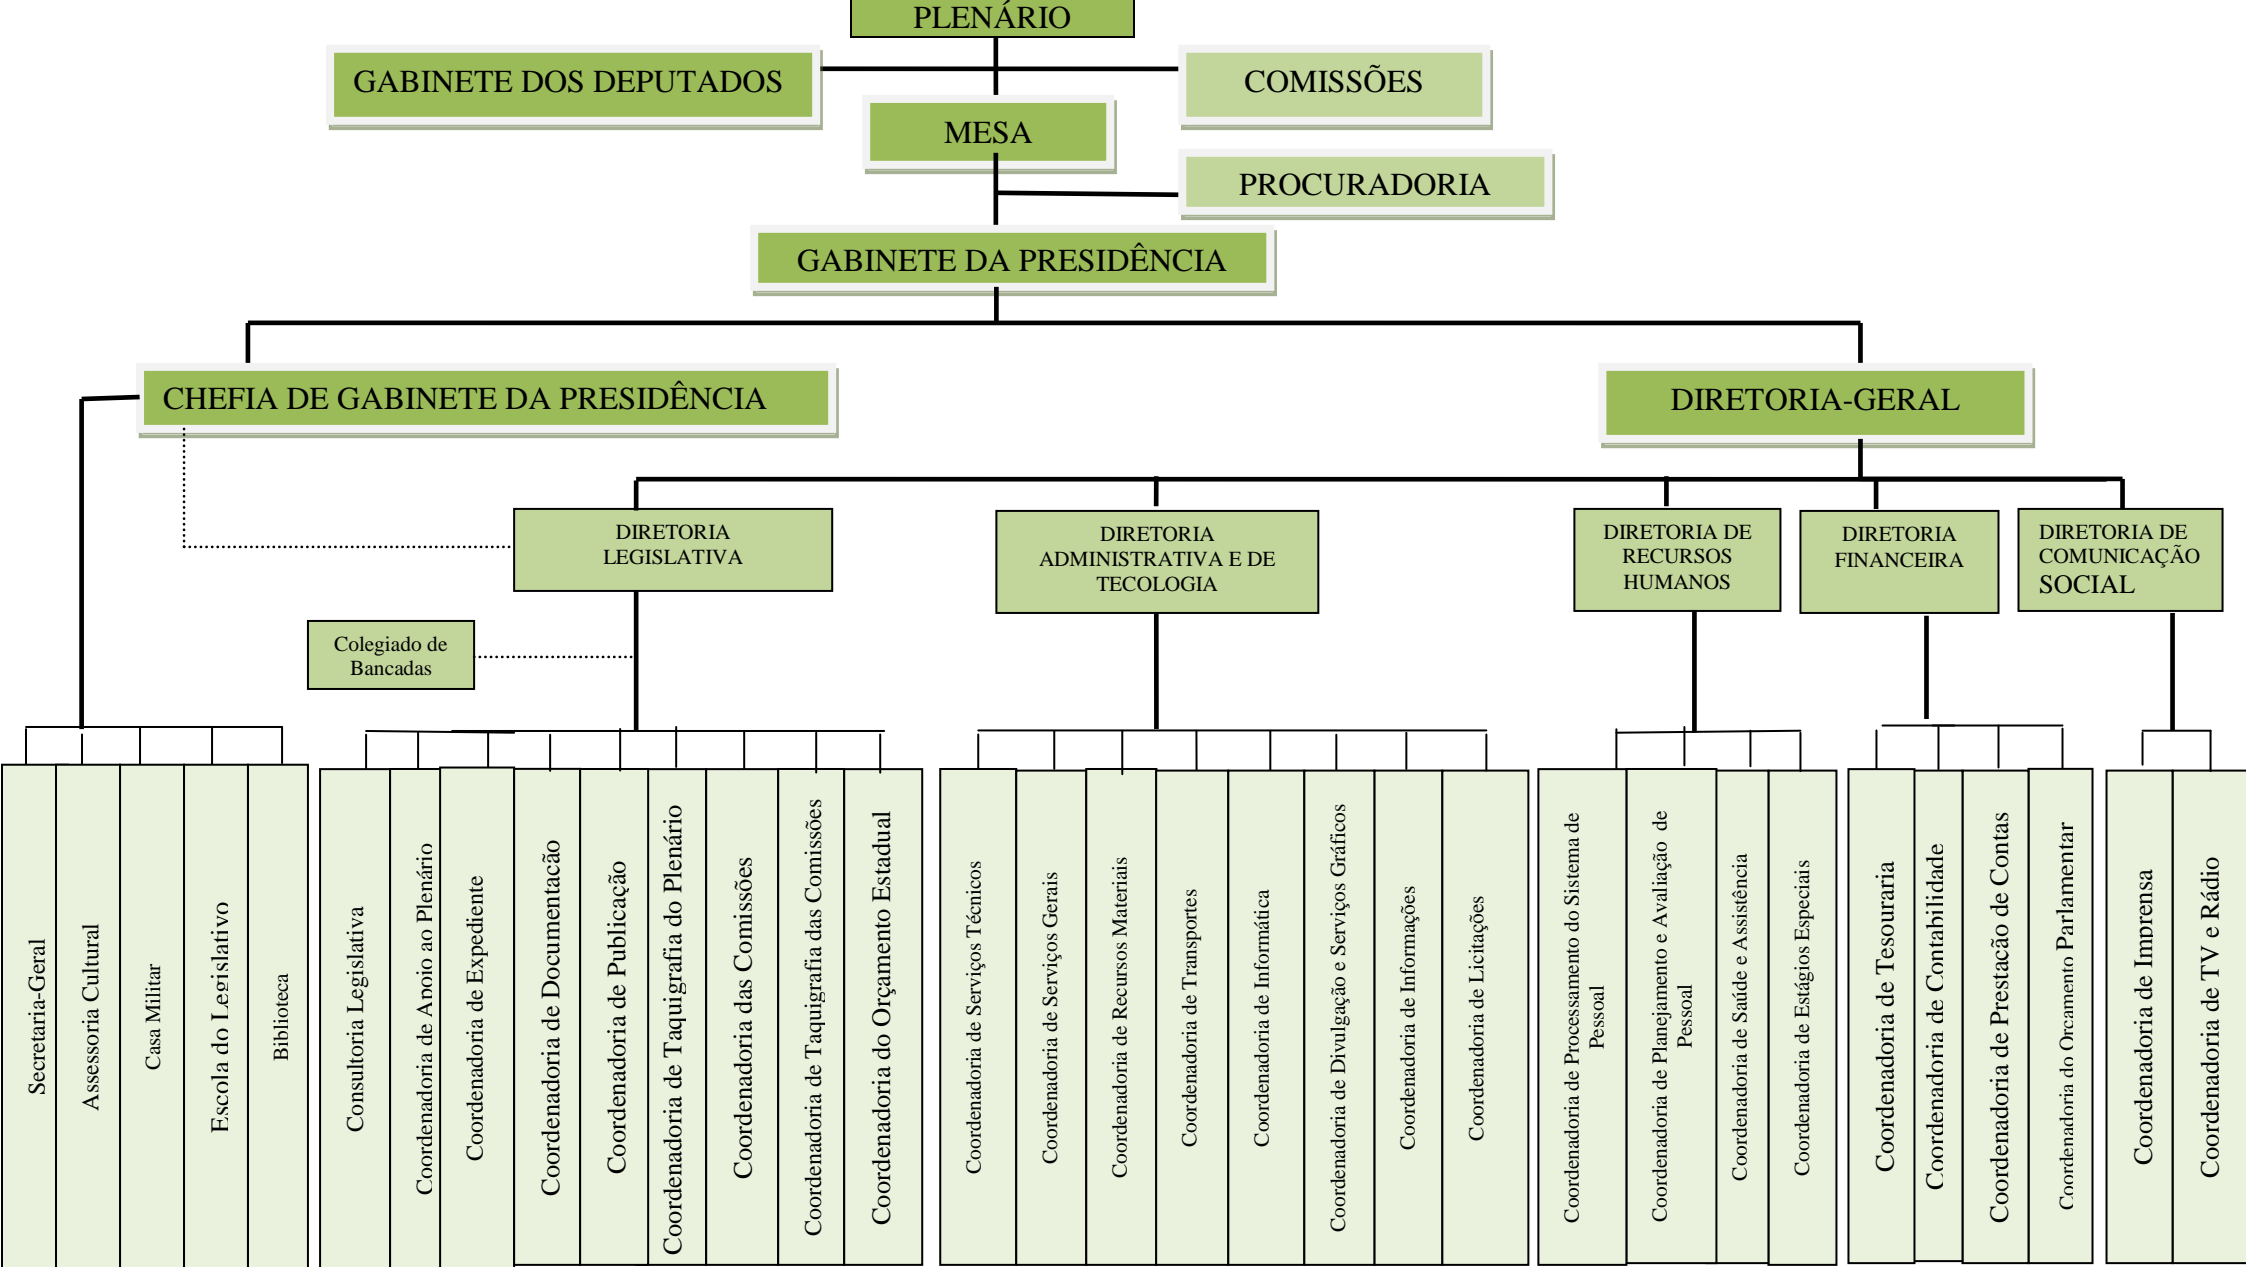 PLENÁRIO
GABINETE DOS DEPUTADOS
COMISSÕES
MESA
PROCURADORIA
GABINETE DA PRESIDÊNCIA
CHEFIA DE GABINETE DA PRESIDÊNCIA
DIRETORIA-GERAL
DIRETORIA
LEGISLATIVA
DIRETORIA
ADMINISTRATIVA E DE
TECOLOGIA
DIRETORIA DE
RECURSOS
HUMANOS
DIRETORIA
FINANCEIRA
DIRETORIA DE
COMUNICAÇÃO
SOCIAL
Colegiado de
Bancadas
Secretaria-Geral
Assessoria Cultural
Casa Militar
Escola do Legislativo
Biblioteca
Consultoria Legislativa
Coordenadoria de Apoio ao Plenário
Coordenadoria de Expediente
Coordenadoria de Documentação
Coordenadoria de Publicação
Coordenadoria de Taquigrafia do Plenário
Coordenadoria das Comissões
Coordenadoria de Taquigrafia das Comissões
Coordenadoria do Orçamento Estadual
Coordenadoria de Serviços Técnicos
Coordenadoria de Serviços Gerais
Coordenadoria de Recursos Materiais
Coordenadoria de Transportes
Coordenadoria de Informática
Coordenadoria de Divulgação e Serviços Gráficos
Coordenadoria de Informações
Coordenadoria de Licitações
Coordenadoria de Processamento do Sistema de
Pessoal
Coordenadoria de Planejamento e Avaliação de
Pessoal
Coordenadoria de Saúde e Assistência
Coordenadoria de Estágios Especiais
Coordenadoria de Tesouraria
Coordenadoria de Contabilidade
Coordenadoria de Prestação de Contas
Coordenadoria do Orçamento Parlamentar
Coordenadoria de Imprensa
Coordenadoria de TV e Rádio